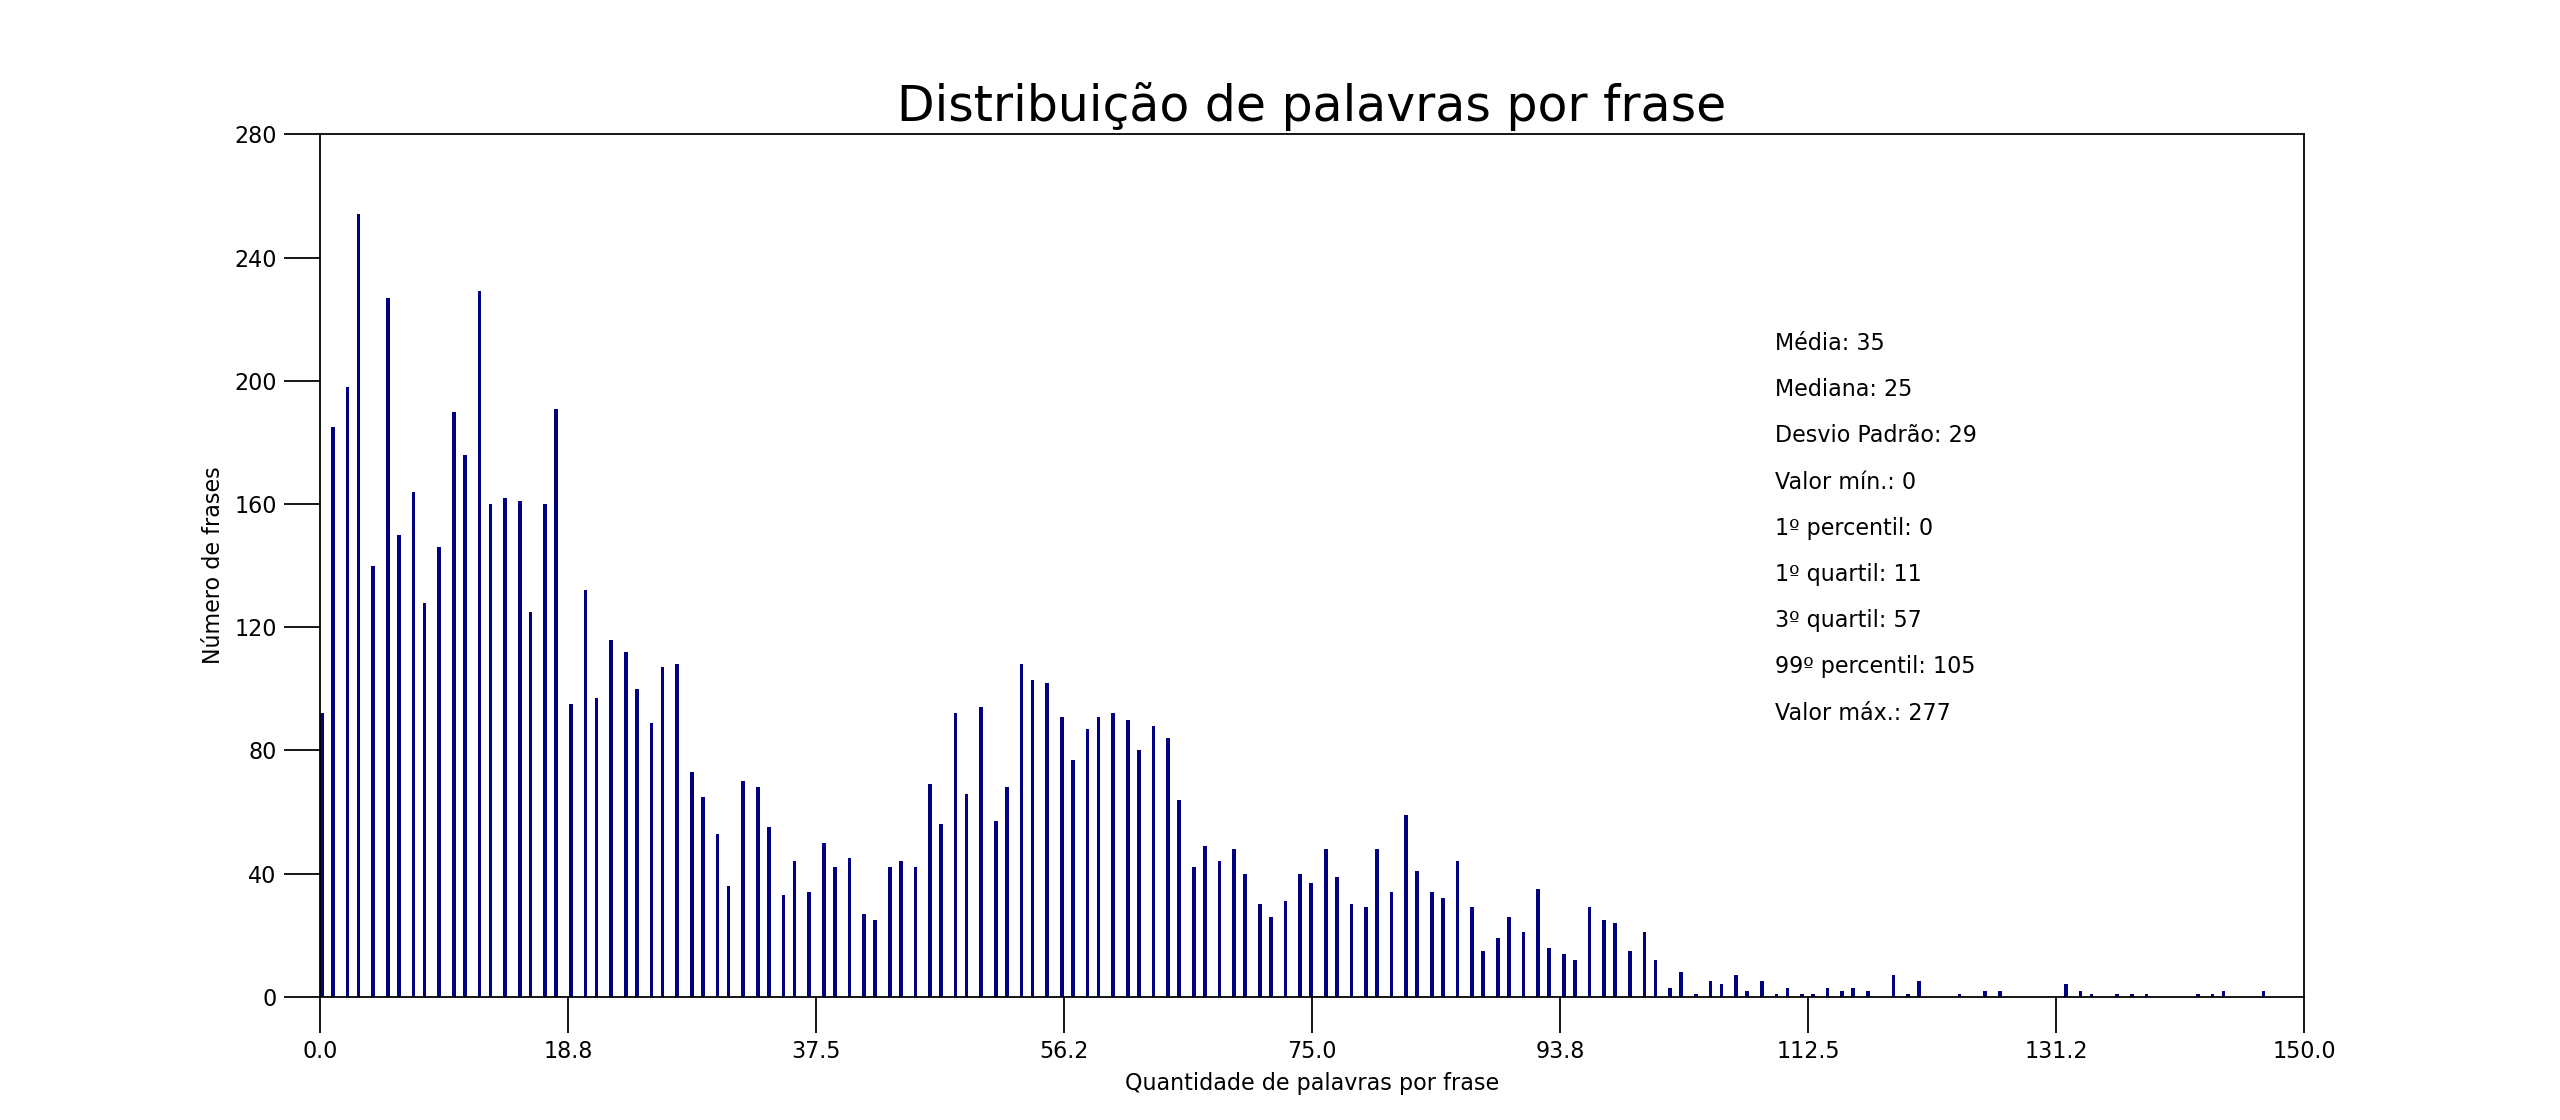 Distribuição de palavras por frase
280
240
200
160
120
80
40
0
Número de frases
Média: 35
Mediana: 25
Desvio Padrão: 29
Valor mín.: 0
1º percentil: 0
1º quartil: 11
3º quartil: 57
99º percentil: 105
Valor máx.: 277
0.0 18.8 37.5 56.2 75.0 93.8 112.5 131.2 150.0
Quantidade de palavras por frase